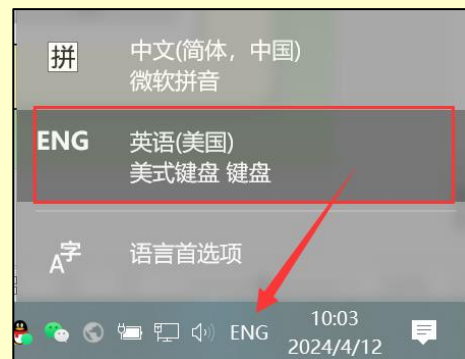 拼
中文(简体，中国)
微软拼音
ENG
英语(美国)
美式键盘 键盘
A字
语言首选项
ENG
10:03
2024/4/12